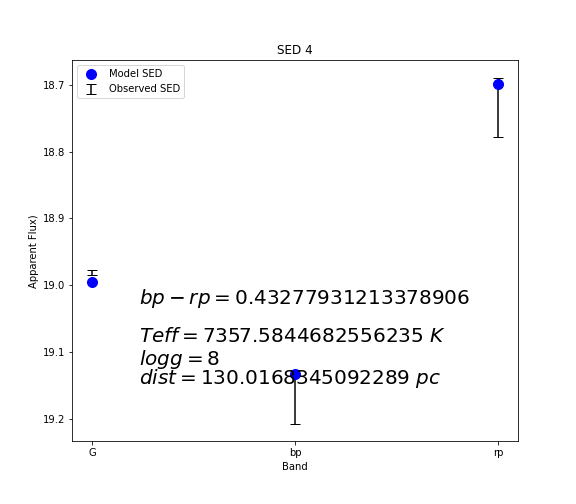 SED 4
Model SED
Observed SED
18.7
18.8
18.9
19.0
19.1
19.2
Apparent Flux)
bp − rp = 0.43277931213378906
Teff = 7357.5844682556235 K
logg = 8
dist = 130.0168345092289 pc
G
bp
rp
Band